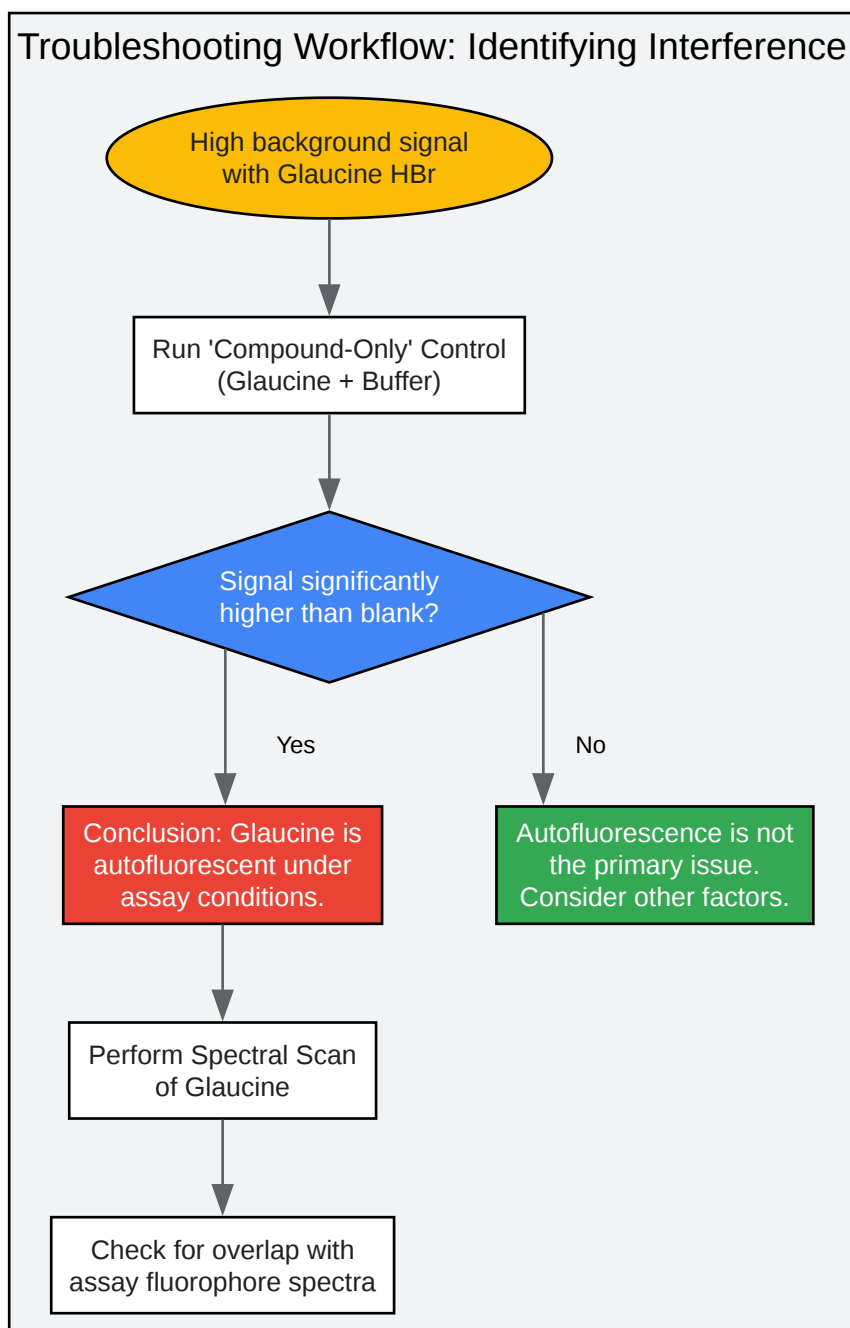 Troubleshooting Workflow: Identifying Interference
High background signal
with Glaucine HBr
Run 'Compound-Only' Control
(Glaucine + Buffer)
Signal significantly
higher than blank?
Yes
No
Conclusion: Glaucine is
autofluorescent under
assay conditions.
Autofluorescence is not
the primary issue.
Consider other factors.
Perform Spectral Scan
of Glaucine
Check for overlap with
assay fluorophore spectra